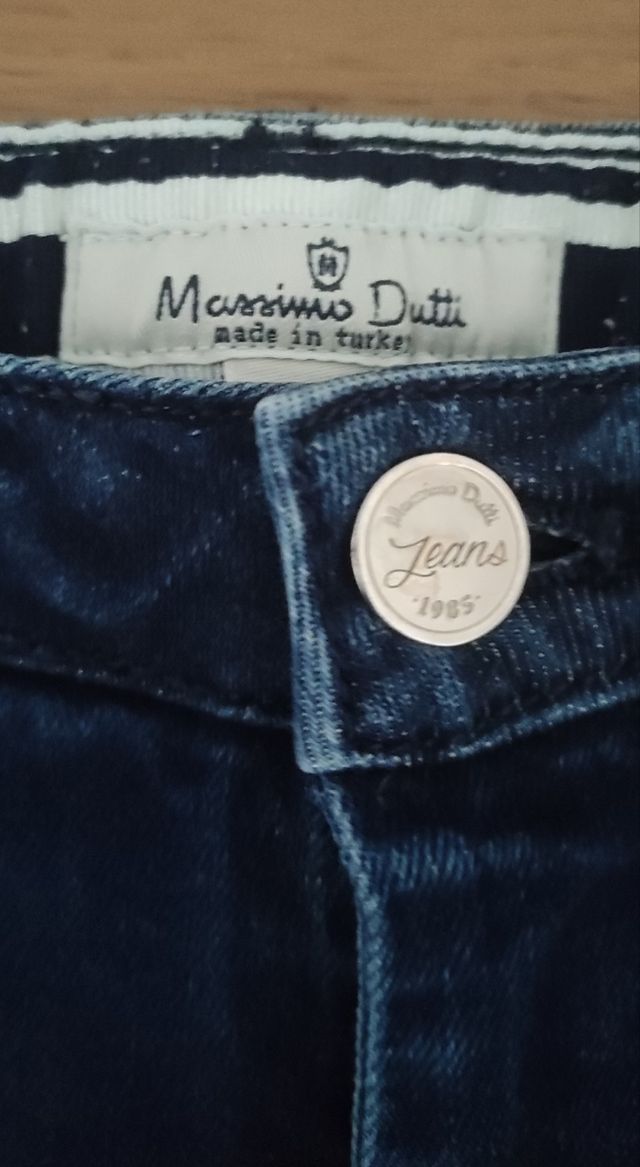 M
Massimo Dutti
made in turkey
Massimo Dutti
Jeans
·1985·